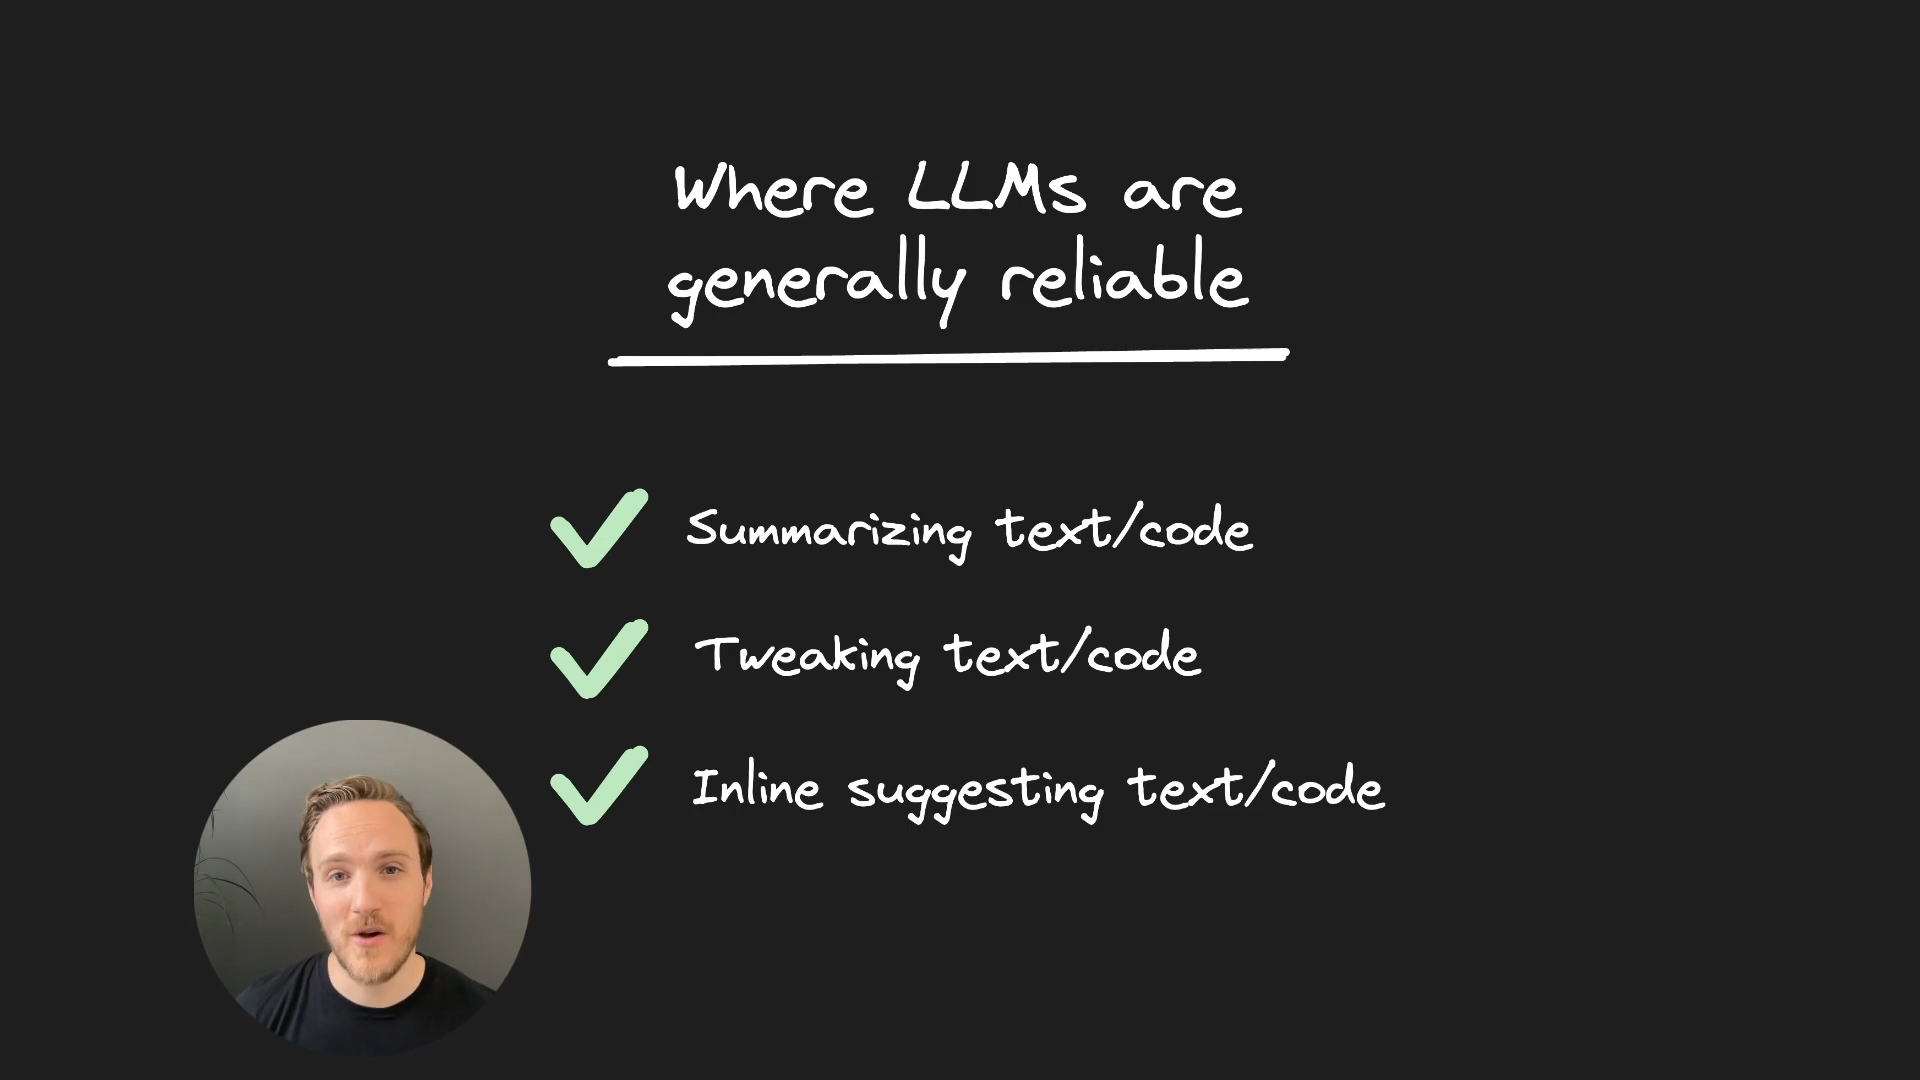 Where LLMs are
generally reliable
Summarizing text/code
Tweaking text/code
Inline suggesting text/code